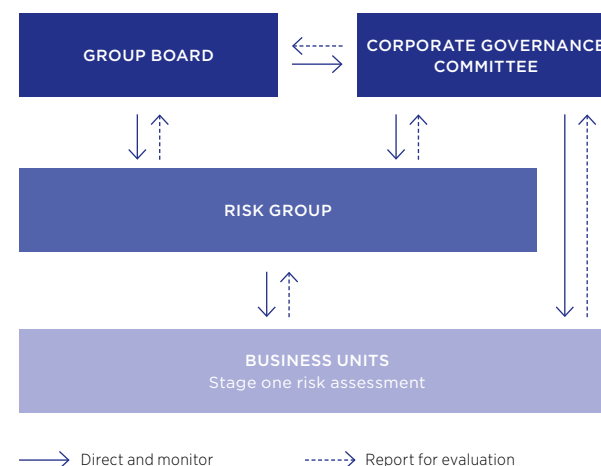 GROUP BOARD
CORPORATE GOVERNANCE
COMMITTEE
RISK GROUP
BUSINESS UNITS
Stage one risk assessment
Direct and monitor
Report for evaluation